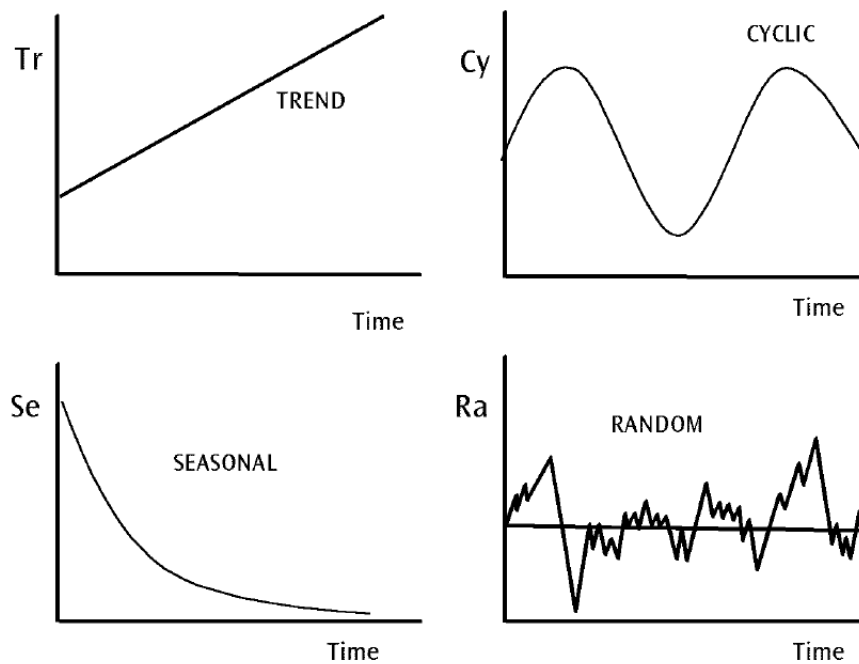 Tr
TREND
Time
Cy
CYCLIC
Time
Se
SEASONAL
Time
Ra
RANDOM
Time